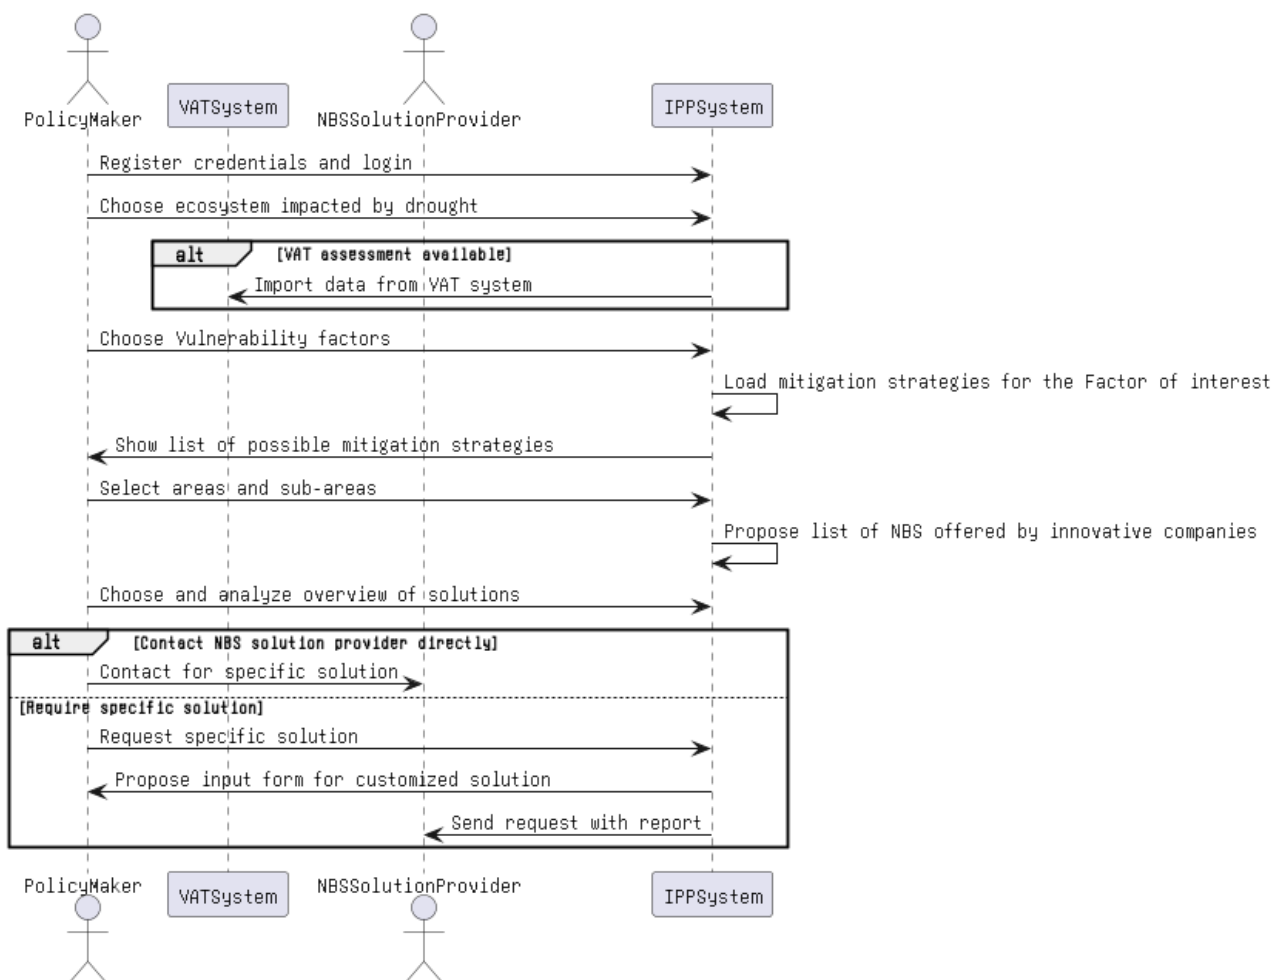 PolicyMaker
VATSystem
NBSSolutionProvider
IPPSystem
Register credentials and login
Choose ecosystem impacted by drought
alt
[VAT assessment available]
Import data from VAT system
Choose Vulnerability factors
Load mitigation strategies for the Factor of interest
Show list of possible mitigation strategies
Select areas and sub-areas
Propose list of NBS offered by innovative companies
Choose and analyze overview of solutions
alt
[Contact NBS solution provider directly]
Contact for specific solution
[Require specific solution]
Request specific solution
Propose input form for customized solution
Send request with report
PolicyMaker
VATSystem
NBSSolutionProvider
IPPSystem